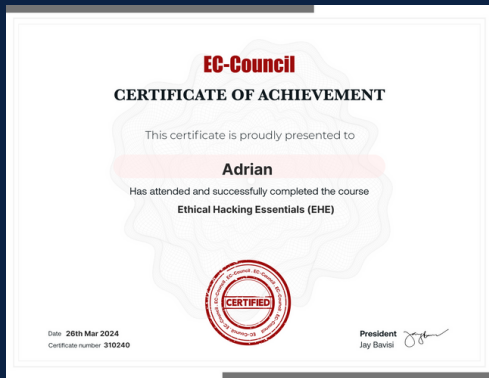 EC-Council
CERTIFICATE OF ACHIEVEMENT
This certificate is proudly presented to
Adrian
Has attended and successfully completed the course
Ethical Hacking Essentials (EHE)
CERTIFIED
Date 26th Mar 2024
Certificate number 310240
President
Jay Bavisi